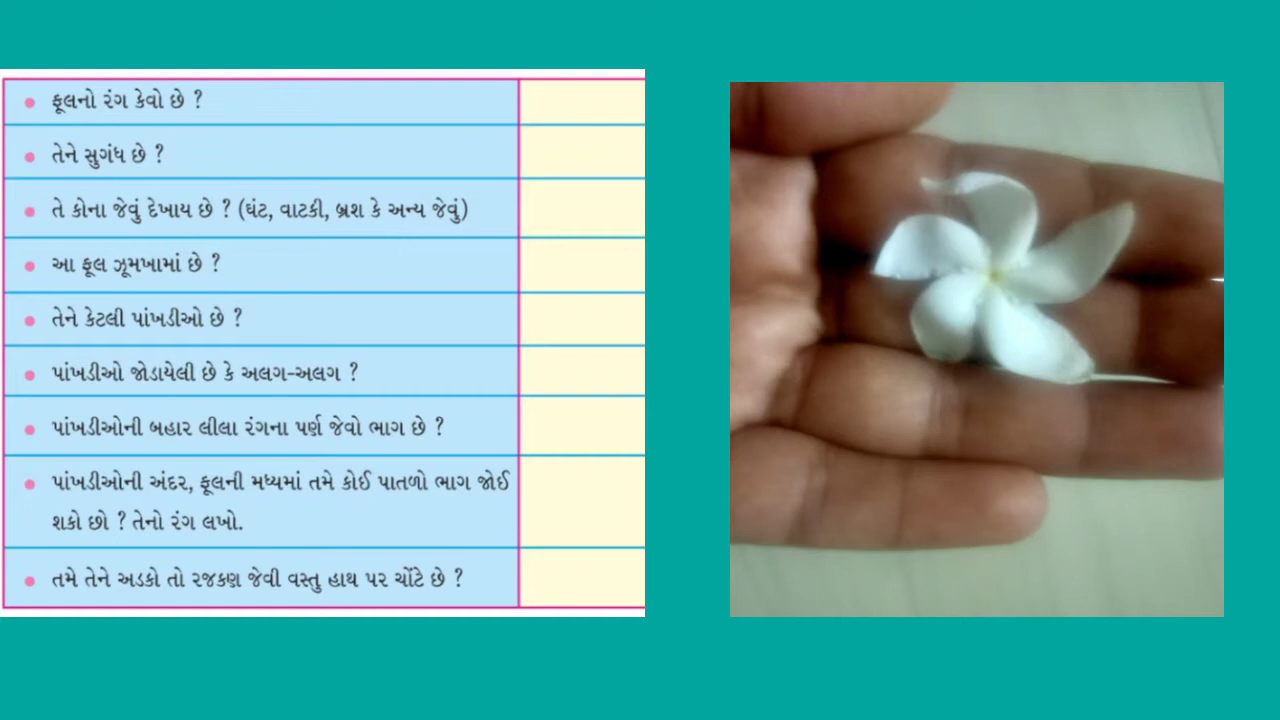 ફૂલનો રંગ કેવો છે ?
તેને સુગંધ છે ?
તે કોના જેવું દેખાય છે ? (ઘંટ, વાટકી, બ્રશ કે અન્ય જેવું)
આ ફૂલ ઝૂમખામાં છે ?
તેને કેટલી પાંખડીઓ છે ?
પાંખડીઓ જોડાયેલી છે કે અલગ-અલગ ?
પાંખડીઓની બહાર લીલા રંગના પર્ણ જેવો ભાગ છે ?
પાંખડીઓની અંદર, ફૂલની મધ્યમાં તમે કોઈ પાતળો ભાગ જોઈ
શકો છો ? તેનો રંગ લખો.
તમે તેને અડકો તો રજકણ જેવી વસ્તુ હાથ પર ચોંટે છે ?